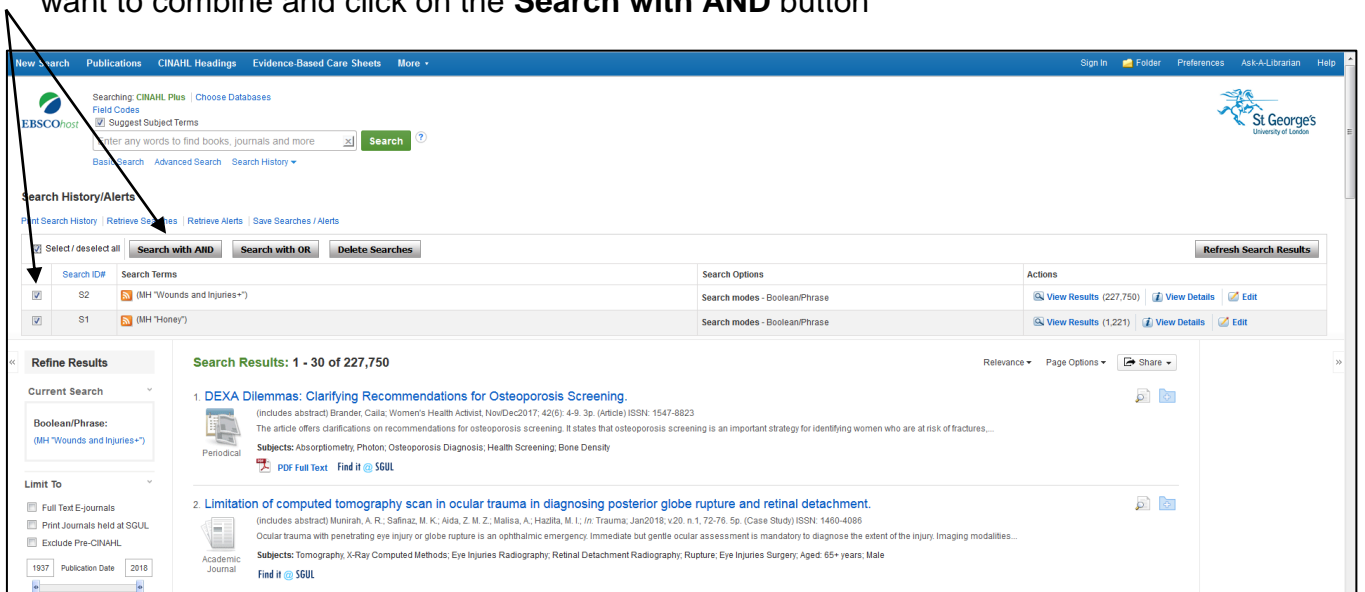 want to combine and click on the Search with AND button
New Search Publications CINAHL Headings Evidence-Based Care Sheets More Sign In Folder Preferences Ask-A-Librarian Help
Searching: CINAHL Plus | Choose Databases
Field Codes
EBSCOhost
Suggest Subject Terms
Enter any words to find books, journals and more x Search ?
Basic Search Advanced Search Search History
St George's
University of London
Search History/Alerts
Print Search History | Retrieve Searches | Retrieve Alerts | Save Searches / Alerts
Select / deselect all Search with AND Search with OR Delete Searches Refresh Search Results
Search ID# Search Terms Search Options Actions
S2 (MH "Wounds and Injuries+") Search modes - Boolean/Phrase View Results (227,750) i View Details Edit
S1 (MH "Honey") Search modes - Boolean/Phrase View Results (1,221) i View Details Edit
« Refine Results Search Results: 1 - 30 of 227,750 Relevance Page Options Share »
Current Search
Boolean/Phrase:
(MH "Wounds and Injuries+")
Limit To
Full Text E-journals
Print Journals held at SGUL
Exclude Pre-CINAHL
1937 Publication Date 2018
1. DEXA Dilemmas: Clarifying Recommendations for Osteoporosis Screening.
(includes abstract) Brander, Caila; Women's Health Activist, Nov/Dec2017; 42(6): 4-9. 3p. (Article) ISSN: 1547-8823
The article offers clarifications on recommendations for osteoporosis screening. It states that osteoporosis screening is an important strategy for identifying women who are at risk of fractures,...
Periodical
Subjects: Absorptiometry, Photon; Osteoporosis Diagnosis; Health Screening; Bone Density
PDF Full Text Find it @ SGUL
2. Limitation of computed tomography scan in ocular trauma in diagnosing posterior globe rupture and retinal detachment.
(includes abstract) Munirah, A. R.; Safinaz, M. K.; Aida, Z. M. Z.; Malisa, A.; Hazlita, M. I.; In: Trauma; Jan2018; v.20. n.1, 72-76. 5p. (Case Study) ISSN: 1460-4086
Ocular trauma with penetrating eye injury or globe rupture is an ophthalmic emergency. Immediate but gentle ocular assessment is mandatory to diagnose the extent of the injury. Imaging modalities...
Academic Journal
Subjects: Tomography, X-Ray Computed Methods; Eye Injuries Radiography; Retinal Detachment Radiography; Rupture; Eye Injuries Surgery; Aged: 65+ years; Male
Find it @ SGUL